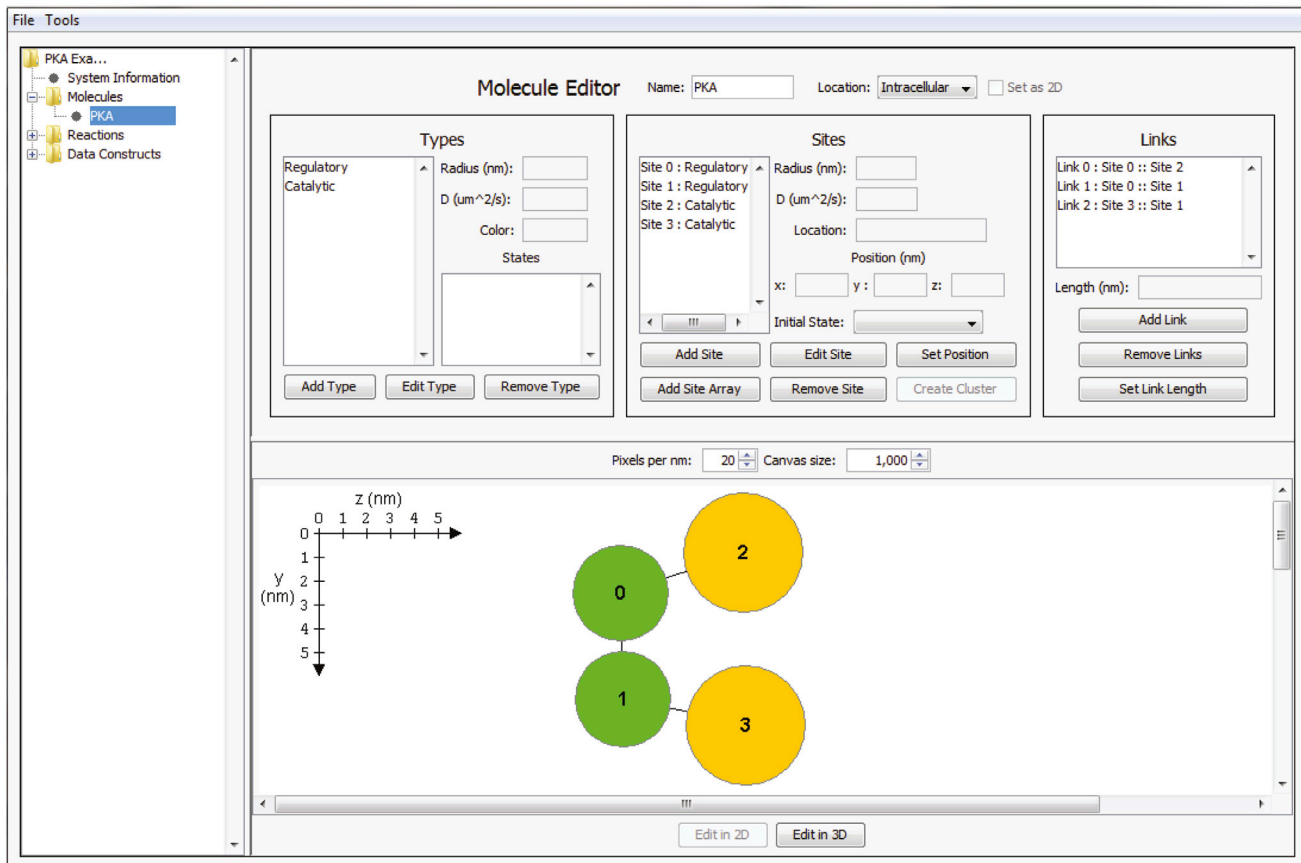 File Tools
PKA Exa...
System Information
Molecules
PKA
Reactions
Data Constructs
Molecule Editor Name: PKA Location: Intracellular Set as 2D
Types
Regulatory
Catalytic
Radius (nm):
D (um^2/s):
Color:
States
Add Type Edit Type Remove Type
Sites
Site 0 : Regulatory
Site 1 : Regulatory
Site 2 : Catalytic
Site 3 : Catalytic
Radius (nm):
D (um^2/s):
Location:
Position (nm)
x: y : z:
Initial State:
Add Site Edit Site Set Position
Add Site Array Remove Site Create Cluster
Links
Link 0 : Site 0 :: Site 2
Link 1 : Site 0 :: Site 1
Link 2 : Site 3 :: Site 1
Length (nm):
Add Link
Remove Links
Set Link Length
Pixels per nm: 20 Canvas size: 1,000
z (nm)
0 1 2 3 4 5
0
1
2
3
4
5
y
(nm)
2
0
1
3
Edit in 2D Edit in 3D